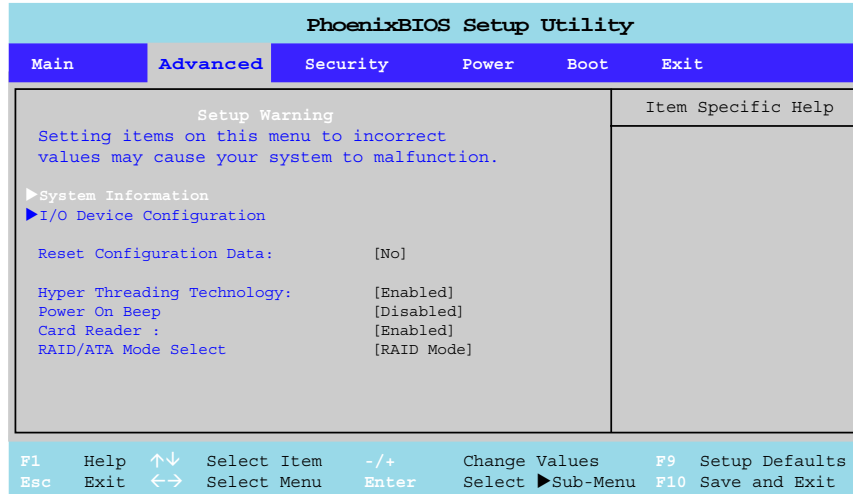 PhoenixBIOS Setup Utility
Main Advanced Security Power Boot Exit
Setup Warning
Setting items on this menu to incorrect
values may cause your system to malfunction.
▶System Information
▶I/O Device Configuration
Reset Configuration Data: [No]
Hyper Threading Technology: [Enabled]
Power On Beep [Disabled]
Card Reader : [Enabled]
RAID/ATA Mode Select [RAID Mode]
Item Specific Help
F1 Help ↑↓ Select Item -/+ Change Values F9 Setup Defaults
Esc Exit ←→ Select Menu Enter Select ▶Sub-Menu F10 Save and Exit